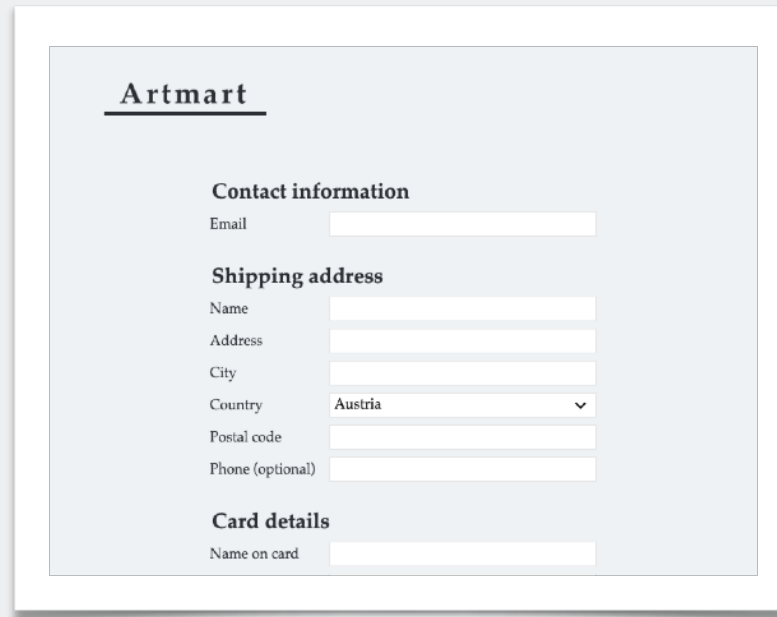 Artmart
Contact information
Email
Shipping address
Name
Address
City
Country Austria
Postal code
Phone (optional)
Card details
Name on card